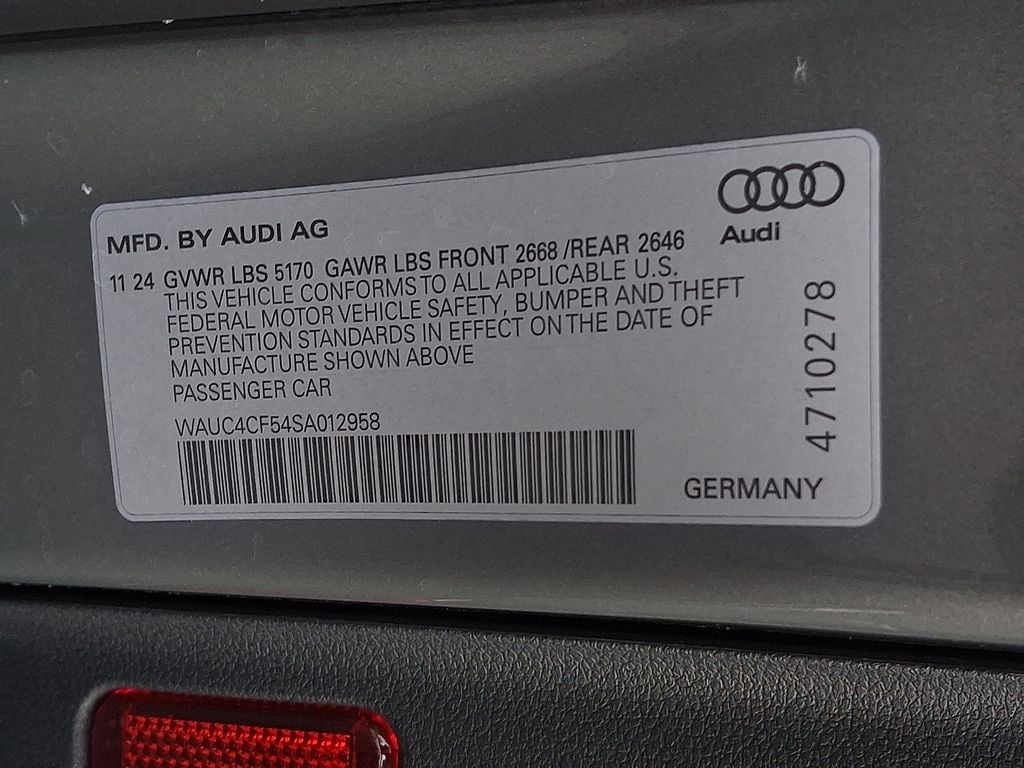 MFD. BY AUDI AG
Audi
11 24 GVWR LBS 5170 GAWR LBS FRONT 2668 /REAR 2646
THIS VEHICLE CONFORMS TO ALL APPLICABLE U.S.
FEDERAL MOTOR VEHICLE SAFETY, BUMPER AND THEFT
PREVENTION STANDARDS IN EFFECT ON THE DATE OF
MANUFACTURE SHOWN ABOVE
PASSENGER CAR
WAUC4CF54SA012958
GERMANY
4710278